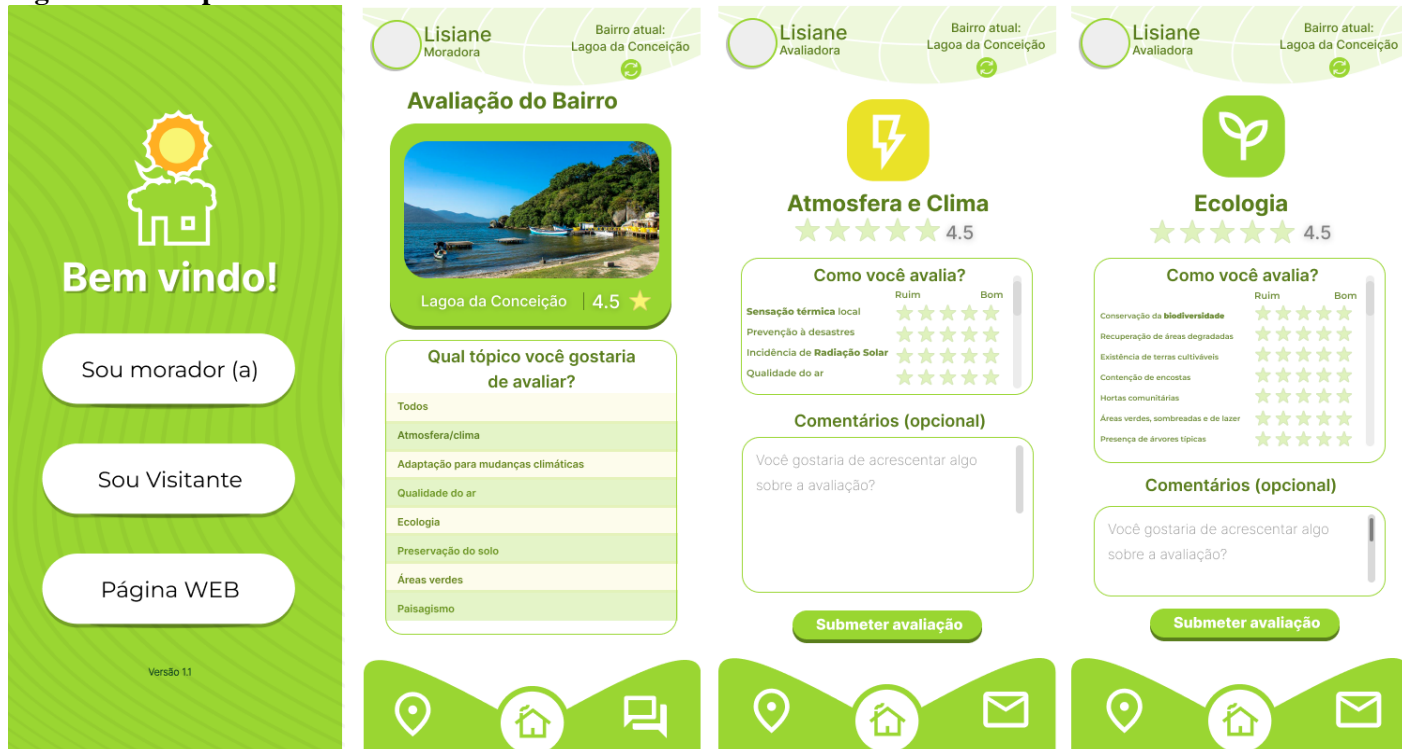 Bem vindo!
Sou morador (a)
Sou Visitante
Página WEB
Versão 1.1
Lisiane
Moradora
Bairro atual:
Lagoa da Conceição
Avaliação do Bairro
Lagoa da Conceição | 4.5
Qual tópico você gostaria
de avaliar?
Todos
Atmosfera/clima
Adaptação para mudanças climáticas
Qualidade do ar
Ecologia
Preservação do solo
Áreas verdes
Paisagismo
Lisiane
Avaliadora
Bairro atual:
Lagoa da Conceição
Atmosfera e Clima
4.5
Como você avalia?
Ruim Bom
Sensação térmica local
Prevenção à desastres
Incidência de Radiação Solar
Qualidade do ar
Comentários (opcional)
Você gostaria de acrescentar algo
sobre a avaliação?
Submeter avaliação
Lisiane
Avaliadora
Bairro atual:
Lagoa da Conceição
Ecologia
4.5
Como você avalia?
Ruim Bom
Conservação da biodiversidade
Recuperação de áreas degradadas
Existência de terras cultiváveis
Contenção de encostas
Hortas comunitárias
Áreas verdes, sombreadas e de lazer
Presença de árvores típicas
Comentários (opcional)
Você gostaria de acrescentar algo
sobre a avaliação?
Submeter avaliação